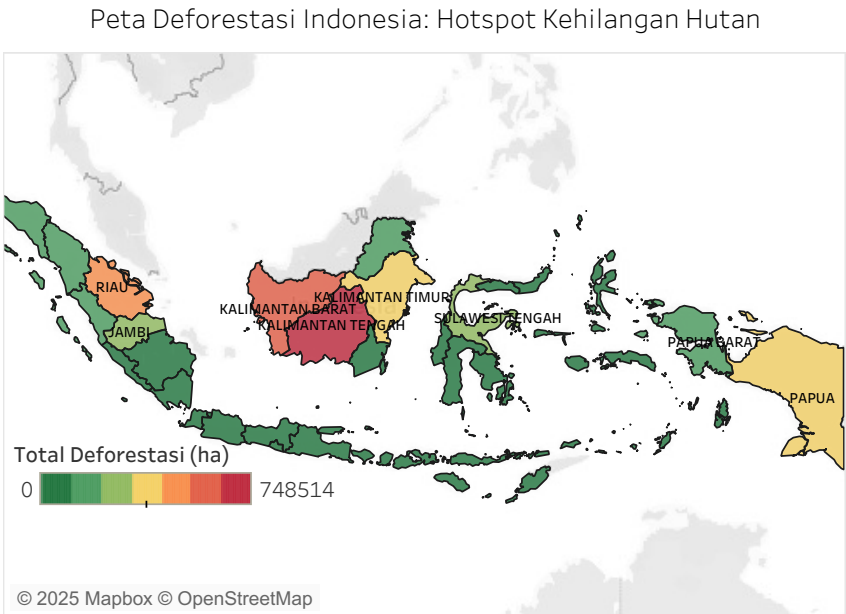 Peta Deforestasi Indonesia: Hotspot Kehilangan Hutan
RIAU
KALIMANTAN TIMUR
KALIMANTAN BARAT
SULAWESI TENGAH
KALIMANTAN TENGAH
JAMBI
PAPUA BARAT
PAPUA
Total Deforestasi (ha)
0 748514
© 2025 Mapbox © OpenStreetMap